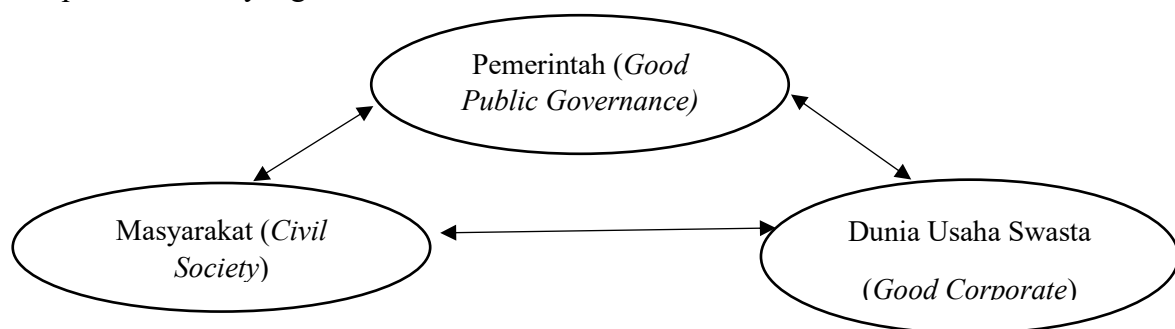 Pemerintah (Good
Public Governance)
Masyarakat (Civil
Society)
Dunia Usaha Swasta
(Good Corporate)